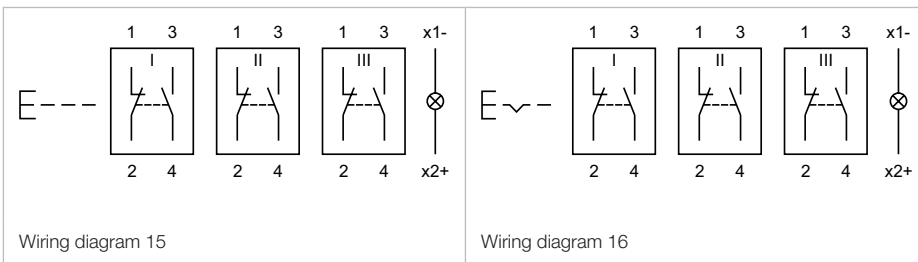 1 3 1 3 1 3 x1-
I II III
2 4 2 4 2 4 x2+
Wiring diagram 15
1 3 1 3 1 3 x1-
I II III
2 4 2 4 2 4 x2+
Wiring diagram 16